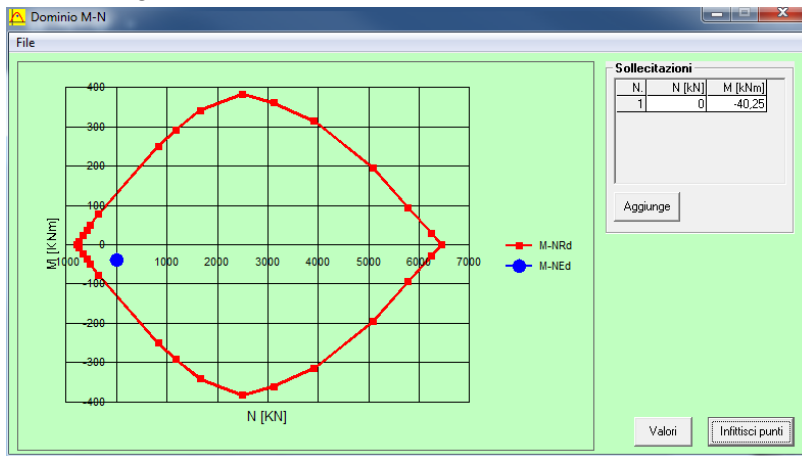 Dominio M-N
File
400
300
200
100
0
-100
-200
-300
-400
M [KNm]
-1000
1000
2000
3000
4000
5000
6000
7000
N [KN]
M-NRd
M-NEd
Sollecitazioni
N. N [kN] M [kNm]
1 0 -40,25
Aggiunge
Valori
Infittisci punti